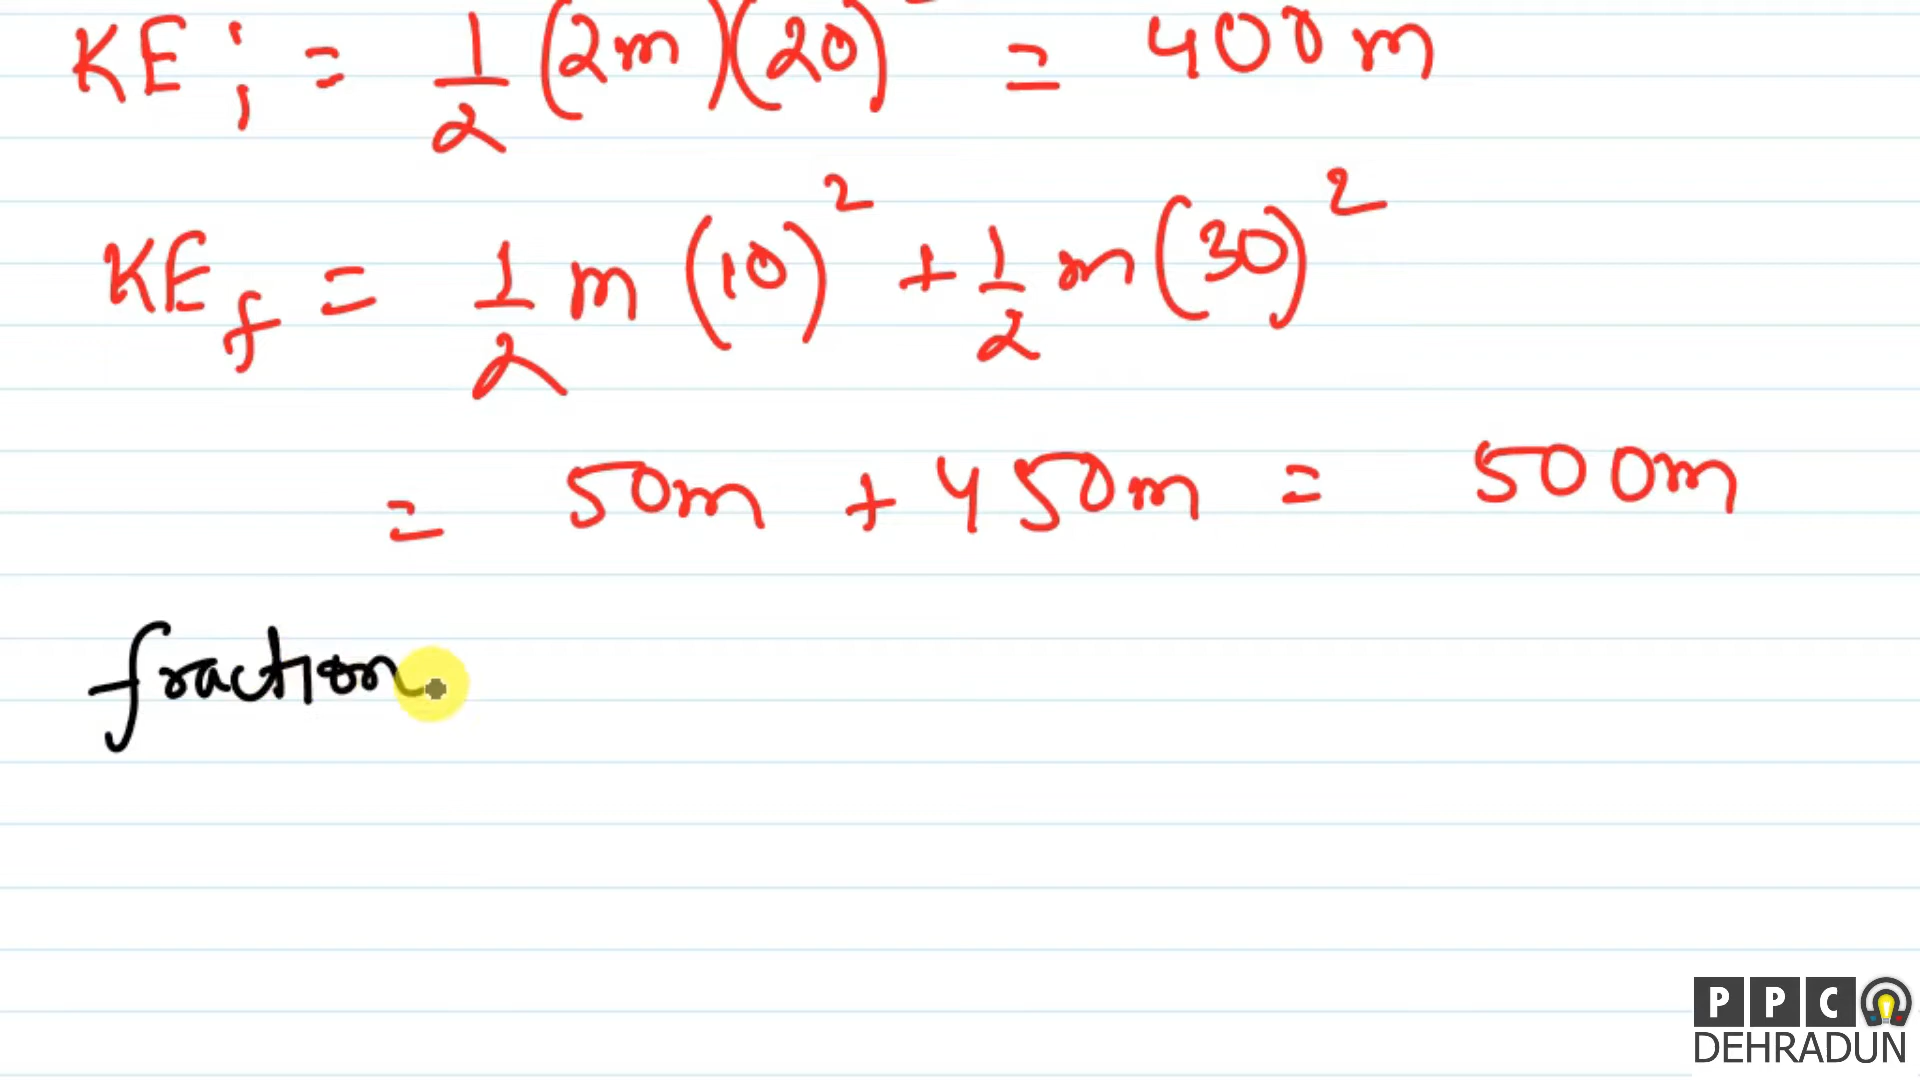 KEi = 1/2 (2m)(20)² = 400m
KEf = 1/2 m (10)² + 1/2 m (30)²
= 50m + 450m = 500m
fraction
PPC
DEHRADUN